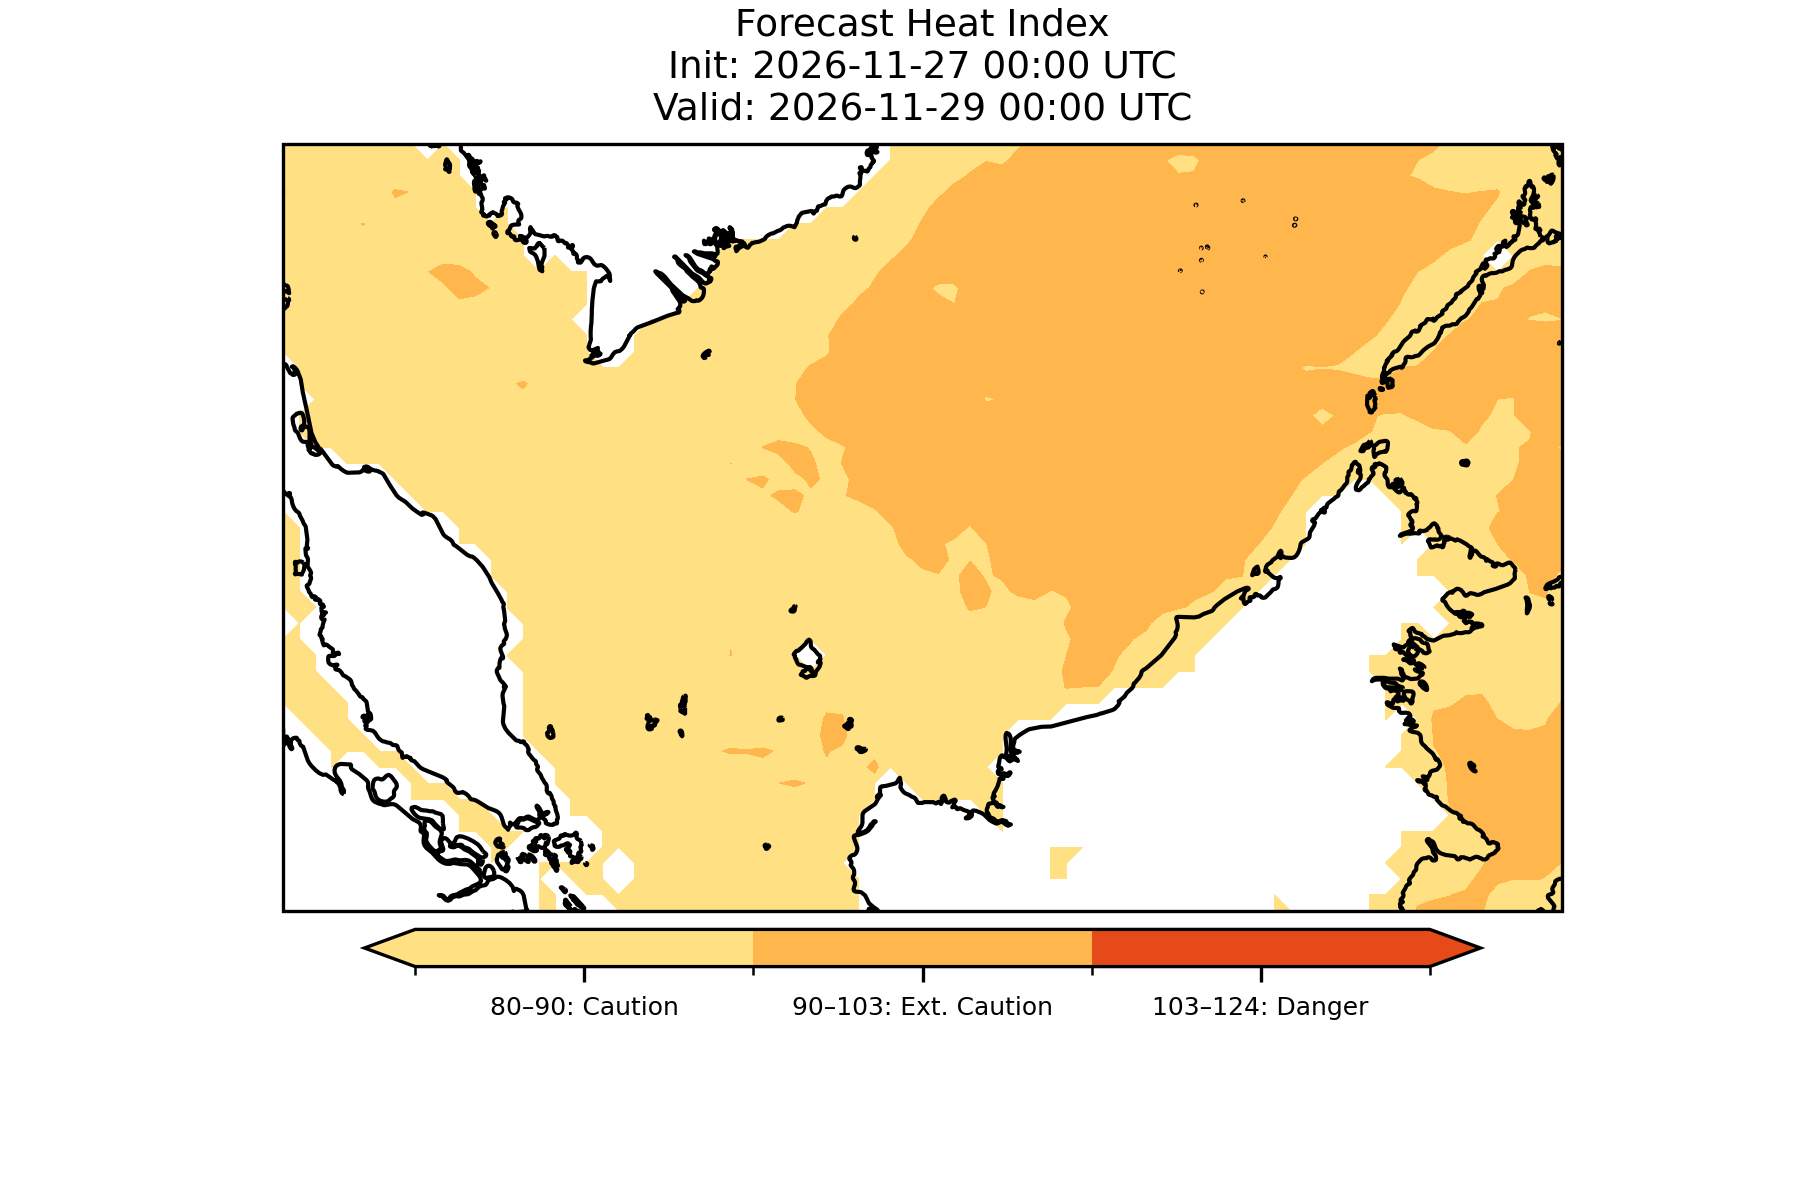 Forecast Heat Index
Init: 2026-11-27 00:00 UTC
Valid: 2026-11-29 00:00 UTC
80–90: Caution
90–103: Ext. Caution
103–124: Danger